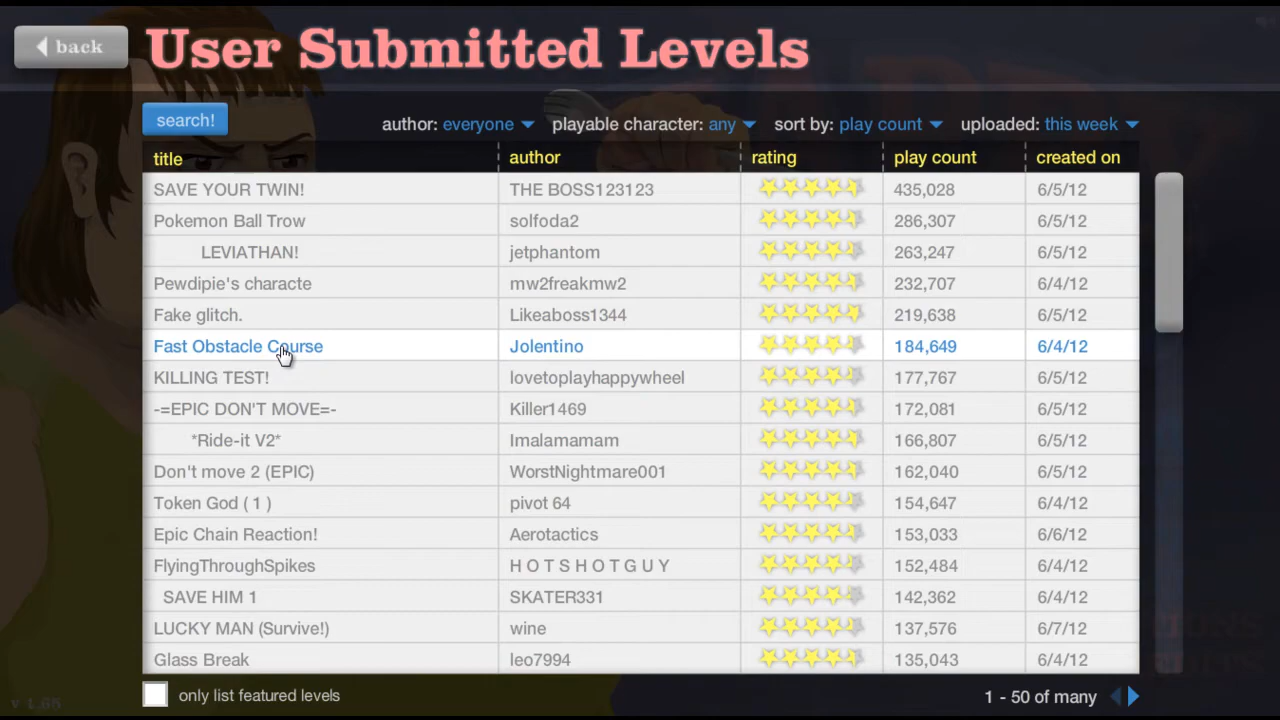 back
User Submitted Levels
search!
author: everyone playable character: any sort by: play count uploaded: this week
title author rating play count created on
SAVE YOUR TWIN! THE BOSS123123 435,028 6/5/12
Pokemon Ball Trow solfoda2 286,307 6/5/12
LEVIATHAN! jetphantom 263,247 6/5/12
Pewdipie's characte mw2freakmw2 232,707 6/4/12
Fake glitch. Likeaboss1344 219,638 6/5/12
Fast Obstacle Course Jolentino 184,649 6/4/12
KILLING TEST! lovetoplayhappywheel 177,767 6/5/12
-=EPIC DON'T MOVE=- Killer1469 172,081 6/5/12
*Ride-it V2* Imalamamam 166,807 6/5/12
Don't move 2 (EPIC) WorstNightmare001 162,040 6/5/12
Token God ( 1 ) pivot 64 154,647 6/4/12
Epic Chain Reaction! Aerotactics 153,033 6/6/12
FlyingThroughSpikes H O T S H O T G U Y 152,484 6/4/12
SAVE HIM 1 SKATER331 142,362 6/4/12
LUCKY MAN (Survive!) wine 137,576 6/7/12
Glass Break leo7994 135,043 6/4/12
only list featured levels 1 - 50 of many